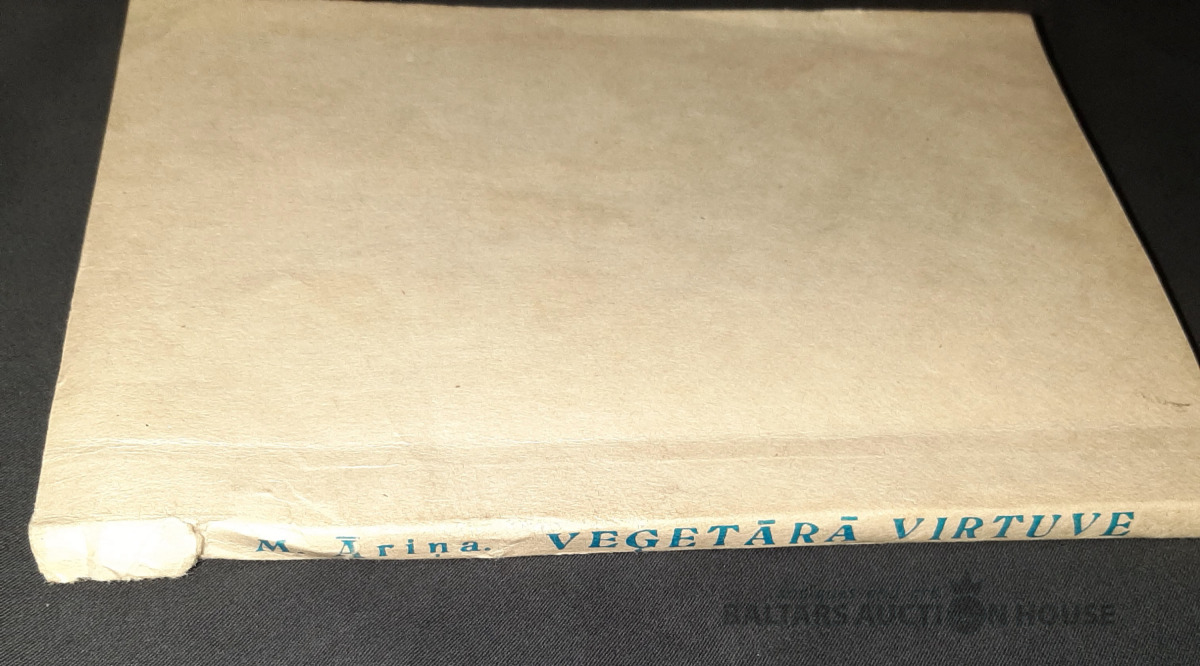 M. Āriņa. VEĢETĀRĀ VIRTUVE
BALTARS AUCTION HOUSE